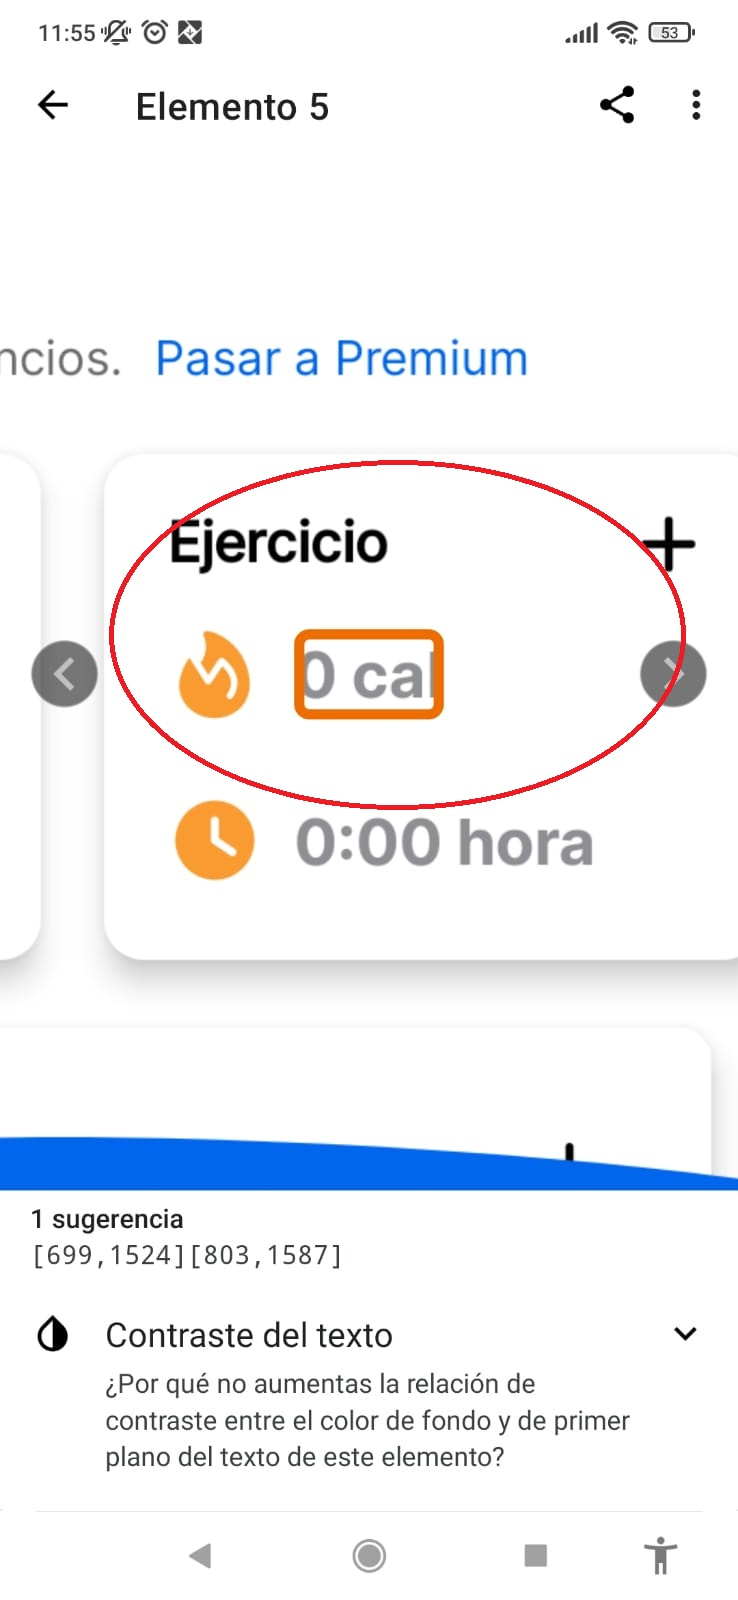 11:55 53
Elemento 5
ncios. Pasar a Premium
Ejercicio
0 cal
0:00 hora
1 sugerencia
[699,1524][803,1587]
Contraste del texto
¿Por qué no aumentas la relación de
contraste entre el color de fondo y de primer
plano del texto de este elemento?